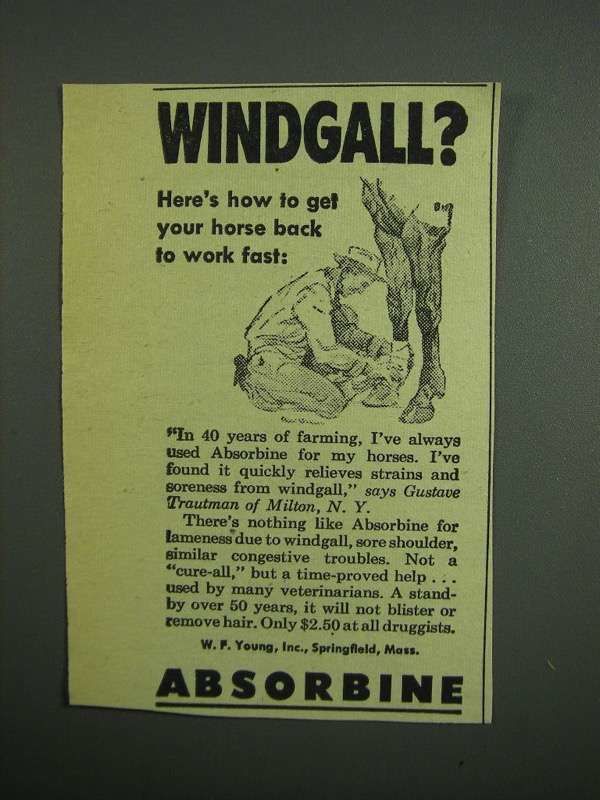 WINDGALL?
Here's how to get
your horse back
to work fast:
"In 40 years of farming, I've always
used Absorbine for my horses. I've
found it quickly relieves strains and
soreness from windgall," says Gustave
Trautman of Milton, N. Y.
There's nothing like Absorbine for
lameness due to windgall, sore shoulder,
similar congestive troubles. Not a
"cure-all," but a time-proved help . . .
used by many veterinarians. A stand-
by over 50 years, it will not blister or
remove hair. Only $2.50 at all druggists.
W. F. Young, Inc., Springfield, Mass.
ABSORBINE